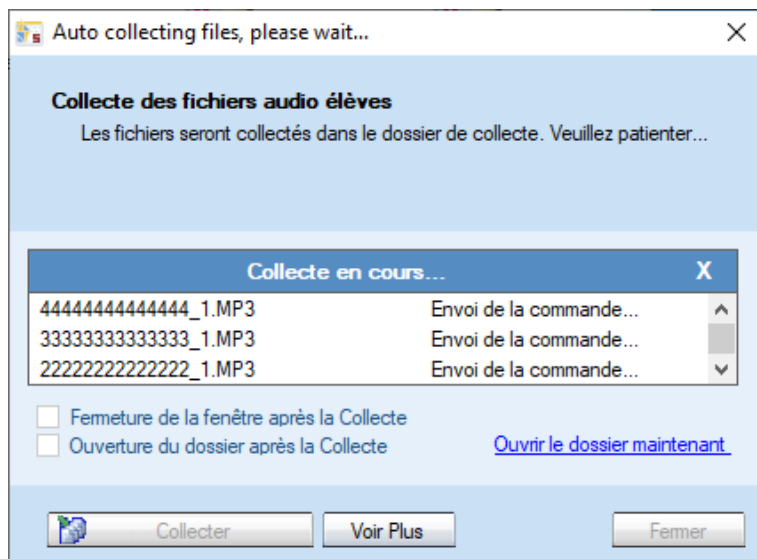 Auto collecting files, please wait...
Collecte des fichiers audio élèves
Les fichiers seront collectés dans le dossier de collecte. Veuillez patienter...
Collecte en cours... X
44444444444444_1.MP3 Envoi de la commande...
33333333333333_1.MP3 Envoi de la commande...
22222222222222_1.MP3 Envoi de la commande...
Fermeture de la fenêtre après la Collecte
Ouverture du dossier après la Collecte Ouvrir le dossier maintenant
Collecter Voir Plus Fermer